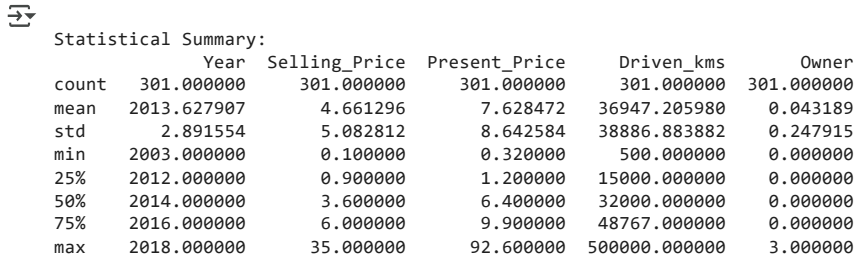 Statistical Summary:
Year Selling_Price Present_Price Driven_kms Owner
count 301.000000 301.000000 301.000000 301.000000 301.000000
mean 2013.627907 4.661296 7.628472 36947.205980 0.043189
std 2.891554 5.082812 8.642584 38886.883882 0.247915
min 2003.000000 0.100000 0.320000 500.000000 0.000000
25% 2012.000000 0.900000 1.200000 15000.000000 0.000000
50% 2014.000000 3.600000 6.400000 32000.000000 0.000000
75% 2016.000000 6.000000 9.900000 48767.000000 0.000000
max 2018.000000 35.000000 92.600000 500000.000000 3.000000